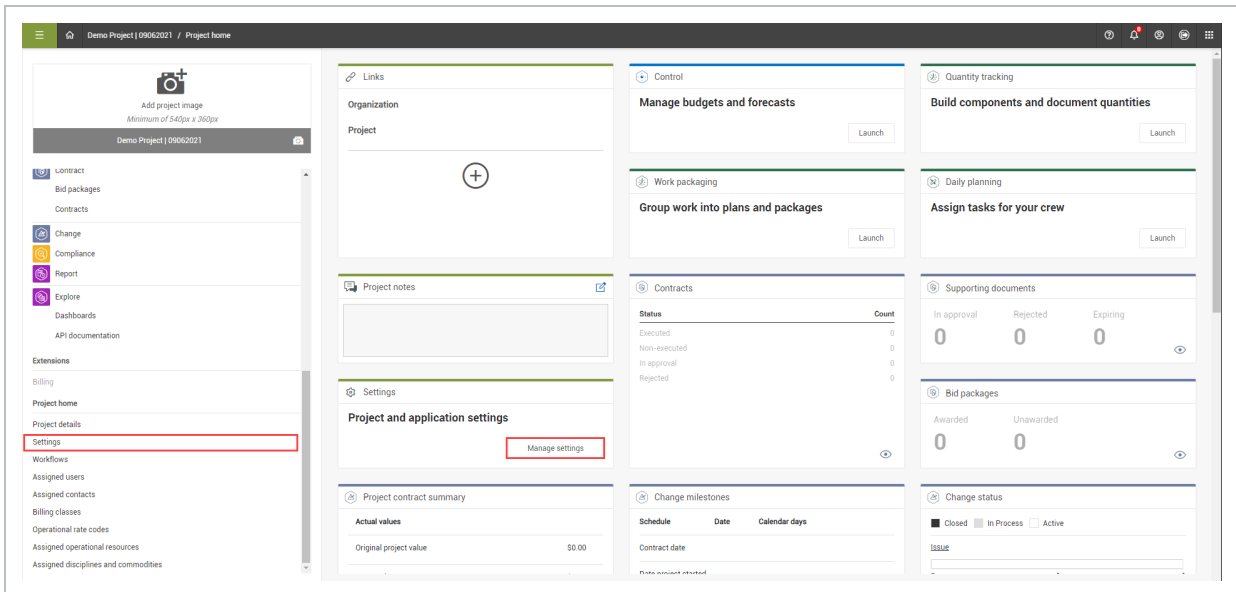 Demo Project | 09062021 / Project home
Add project image
Minimum of 540px x 360px
Demo Project | 09062021
Contract
Bid packages
Contracts
Change
Compliance
Report
Explore
Dashboards
API documentation
Extensions
Billing
Project home
Project details
Settings
Workflows
Assigned users
Assigned contacts
Billing classes
Operational rate codes
Assigned operational resources
Assigned disciplines and commodities
Links
Organization
Project
Control
Manage budgets and forecasts
Launch
Quantity tracking
Build components and document quantities
Launch
Work packaging
Group work into plans and packages
Launch
Daily planning
Assign tasks for your crew
Launch
Project notes
Contracts
Status Count
Executed 0
Non-executed 0
In approval 0
Rejected 0
Supporting documents
In approval Rejected Expiring
0 0 0
Settings
Project and application settings
Manage settings
Bid packages
Awarded Unawarded
0 0
Project contract summary
Actual values
Original project value $0.00
Change milestones
Schedule Date Calendar days
Contract date
Date project started
Change status
Closed In Process Active
Issue